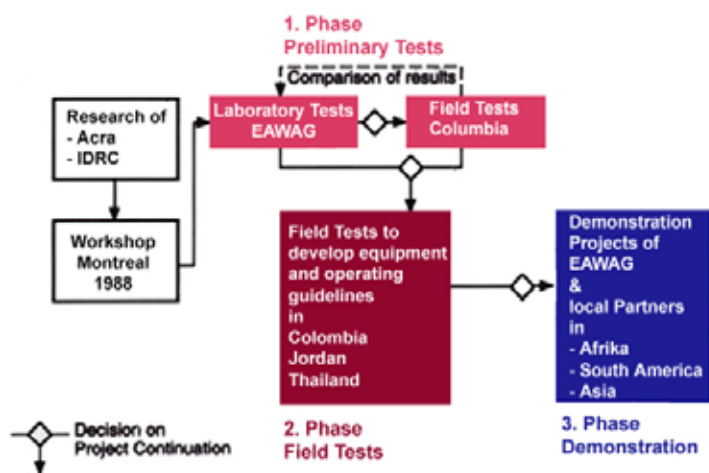 1. Phase
Preliminary Tests
Comparison of results
Research of
- Acra
- IDRC
Laboratory Tests
EAWAG
Field Tests
Columbia
Workshop
Montreal
1988
Field Tests to
develop equipment
and operating
guidelines
in
Colombia
Jordan
Thailand
Demonstration
Projects of
EAWAG
&
local Partners
in
- Afrika
- South America
- Asia
Decision on
Project Continuation
2. Phase
Field Tests
3. Phase
Demonstration